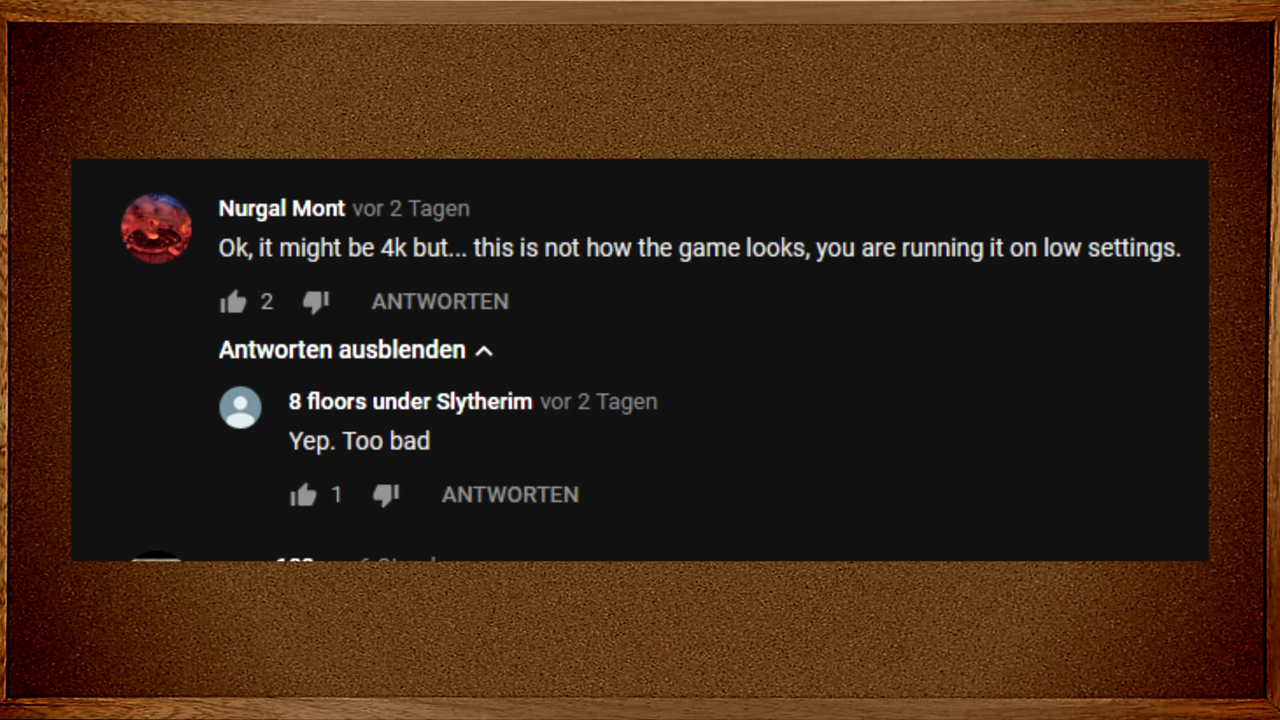 Nurgal Mont vor 2 Tagen
Ok, it might be 4k but... this is not how the game looks, you are running it on low settings.
2 ANTWORTEN
Antworten ausblenden
8 floors under Slytherim vor 2 Tagen
Yep. Too bad
1 ANTWORTEN